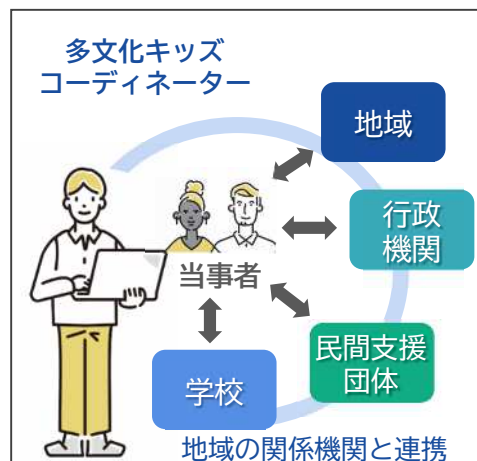 多文化キッズ
コーディネーター
地域
行政
機関
当事者
民間支援
団体
学校
地域の関係機関と連携